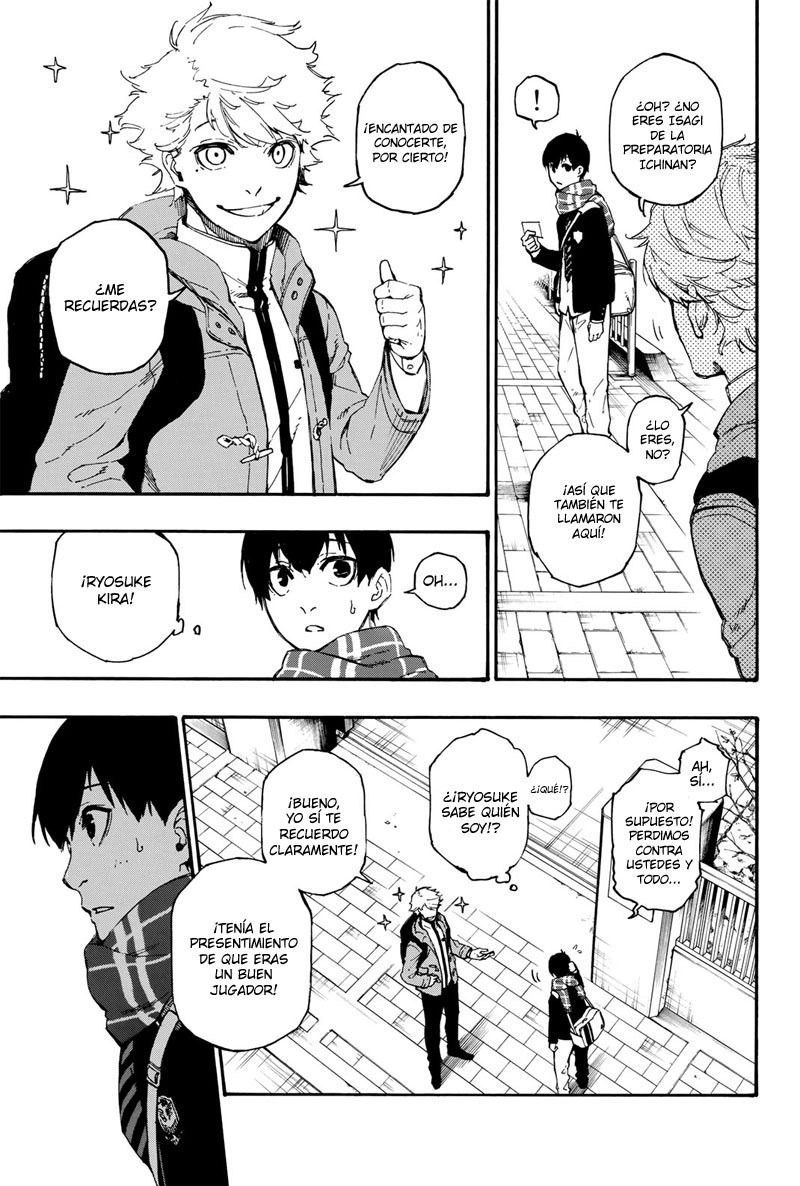 ¿OH? ¿NO
ERES ISAGI
DE LA
PREPARATORIA
ICHINAN?
!
¿LO
ERES,
NO?
¡ASÍ QUE
TAMBIÉN TE
LLAMARON
AQUÍ!
¡ENCANTADO DE
CONOCERTE,
POR CIERTO!
¿ME
RECUERDAS?
OH...
¡RYOSUKE
KIRA!
AH,
SÍ...
¡POR
SUPUESTO!
PERDIMOS
CONTRA
USTEDES Y
TODO...
¿¡QUÉ!?
¿¡RYOSUKE
SABE QUIÉN
SOY!?
¡BUENO,
YO SÍ TE
RECUERDO
CLARAMENTE!
¡TENÍA EL
PRESENTIMIENTO
DE QUE ERAS
UN BUEN
JUGADOR!